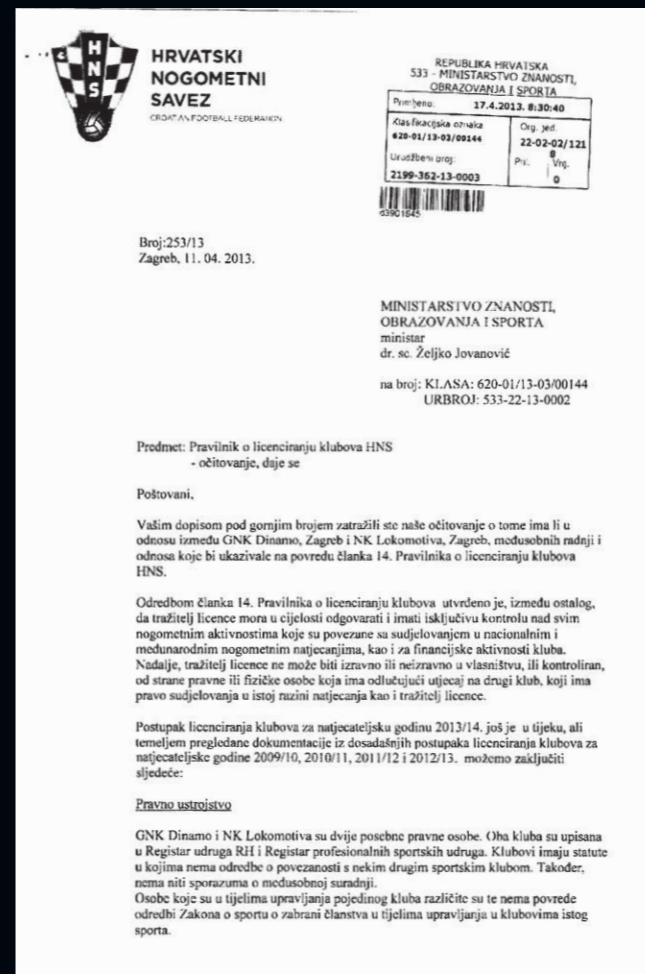 HNS
HRVATSKI
NOGOMETNI
SAVEZ
CROATIAN FOOTBALL FEDERATION
REPUBLIKA HRVATSKA
533 - MINISTARSTVO ZNANOSTI,
OBRAZOVANJA I SPORTA
Primljeno: 17.4.2013. 8:30:40
Klasifikacijska oznaka Org. jed.
620-01/13-03/00144 22-02-02/121
Urudžbeni broj: Pri. Vrg.
2199-362-13-0003 0
d3901645
Broj:253/13
Zagreb, 11. 04. 2013.
MINISTARSTVO ZNANOSTI,
OBRAZOVANJA I SPORTA
ministar
dr. sc. Željko Jovanović
na broj: KLASA: 620-01/13-03/00144
URBROJ: 533-22-13-0002
Predmet: Pravilnik o licenciranju klubova HNS
- očitovanje, daje se
Poštovani,
Vašim dopisom pod gornjim brojem zatražili ste naše očitovanje o tome ima li u
odnosu između GNK Dinamo, Zagreb i NK Lokomotiva, Zagreb, međusobnih radnji i
odnosa koje bi ukazivale na povredu članka 14. Pravilnika o licenciranju klubova
HNS.
Odredbom članka 14. Pravilnika o licenciranju klubova utvrđeno je, između ostalog,
da tražitelj licence mora u cijelosti odgovarati i imati isključivu kontrolu nad svim
nogometnim aktivnostima koje su povezane sa sudjelovanjem u nacionalnim i
međunarodnim nogometnim natjecanjima, kao i za financijske aktivnosti kluba.
Nadalje, tražitelj licence ne može biti izravno ili neizravno u vlasništvu, ili kontroliran,
od strane pravne ili fizičke osobe koja ima odlučujući utjecaj na drugi klub, koji ima
pravo sudjelovanja u istoj razini natjecanja kao i tražitelj licence.
Postupak licenciranja klubova za natjecateljsku godinu 2013/14. još je u tijeku, ali
temeljem pregledane dokumentacije iz dosadašnjih postupaka licenciranja klubova za
natjecateljske godine 2009/10, 2010/11, 2011/12 i 2012/13. možemo zaključiti
sljedeće:
Pravno ustrojstvo
GNK Dinamo i NK Lokomotiva su dvije posebne pravne osobe. Oba kluba su upisana
u Registar udruga RH i Registar profesionalnih sportskih udruga. Klubovi imaju statute
u kojima nema odredbe o povezanosti s nekim drugim sportskim klubom. Također,
nema niti sporazuma o međusobnoj suradnji.
Osobe koje su u tijelima upravljanja pojedinog kluba različite su te nema povrede
odredbi Zakona o sportu o zabrani članstva u tijelima upravljanja u klubovima istog
sporta.